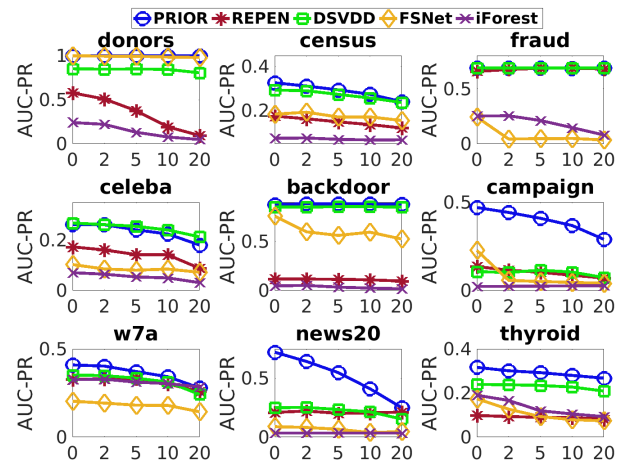 PRIOR REPEN DSVDD FSNet iForest
donors census fraud
AUC-PR 1 0.5 0 0 2 5 10 20
AUC-PR 0.4 0.2 0 2 5 10 20
AUC-PR 0.5 0 0 2 5 10 20
celeba backdoor campaign
AUC-PR 0.2 0 0 2 5 10 20
AUC-PR 0.5 0 0 2 5 10 20
AUC-PR 0.5 0 0 2 5 10 20
w7a news20 thyroid
AUC-PR 0.5 0 0 2 5 10 20
AUC-PR 0.5 0 0 2 5 10 20
AUC-PR 0.4 0.2 0 0 2 5 10 20